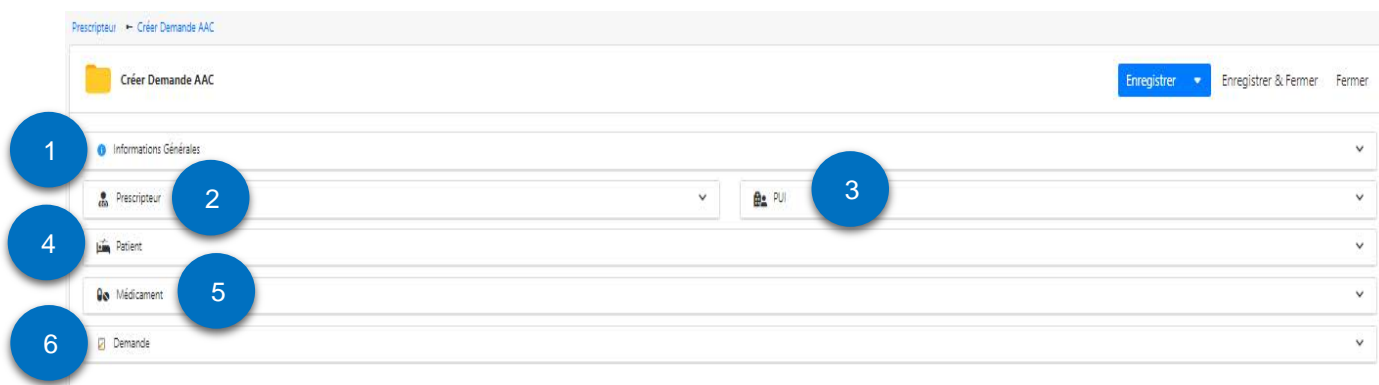 Prescripteur Créer Demande AAC
Créer Demande AAC
Enregistrer Enregistrer & Fermer Fermer
1 Informations Générales
Prescripteur 2 PUI 3
4 Patient
Médicament 5
6 Demande